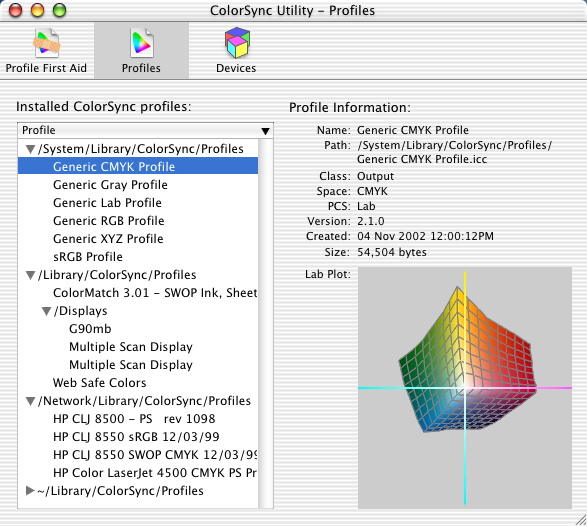 ColorSync Utility – Profiles
Profile First Aid
Profiles
Devices
Installed ColorSync profiles:
Profile
/System/Library/ColorSync/Profiles
Generic CMYK Profile
Generic Gray Profile
Generic Lab Profile
Generic RGB Profile
Generic XYZ Profile
sRGB Profile
/Library/ColorSync/Profiles
ColorMatch 3.01 – SWOP Ink, Sheet
/Displays
G90mb
Multiple Scan Display
Multiple Scan Display
Web Safe Colors
/Network/Library/ColorSync/Profiles
HP CLJ 8500 – PS rev 1098
HP CLJ 8550 sRGB 12/03/99
HP CLJ 8550 SWOP CMYK 12/03/99
HP Color LaserJet 4500 CMYK PS Pr
~/Library/ColorSync/Profiles
Profile Information:
Name: Generic CMYK Profile
Path: /System/Library/ColorSync/Profiles/
Generic CMYK Profile.icc
Class: Output
Space: CMYK
PCS: Lab
Version: 2.1.0
Created: 04 Nov 2002 12:00:12PM
Size: 54,504 bytes
Lab Plot: